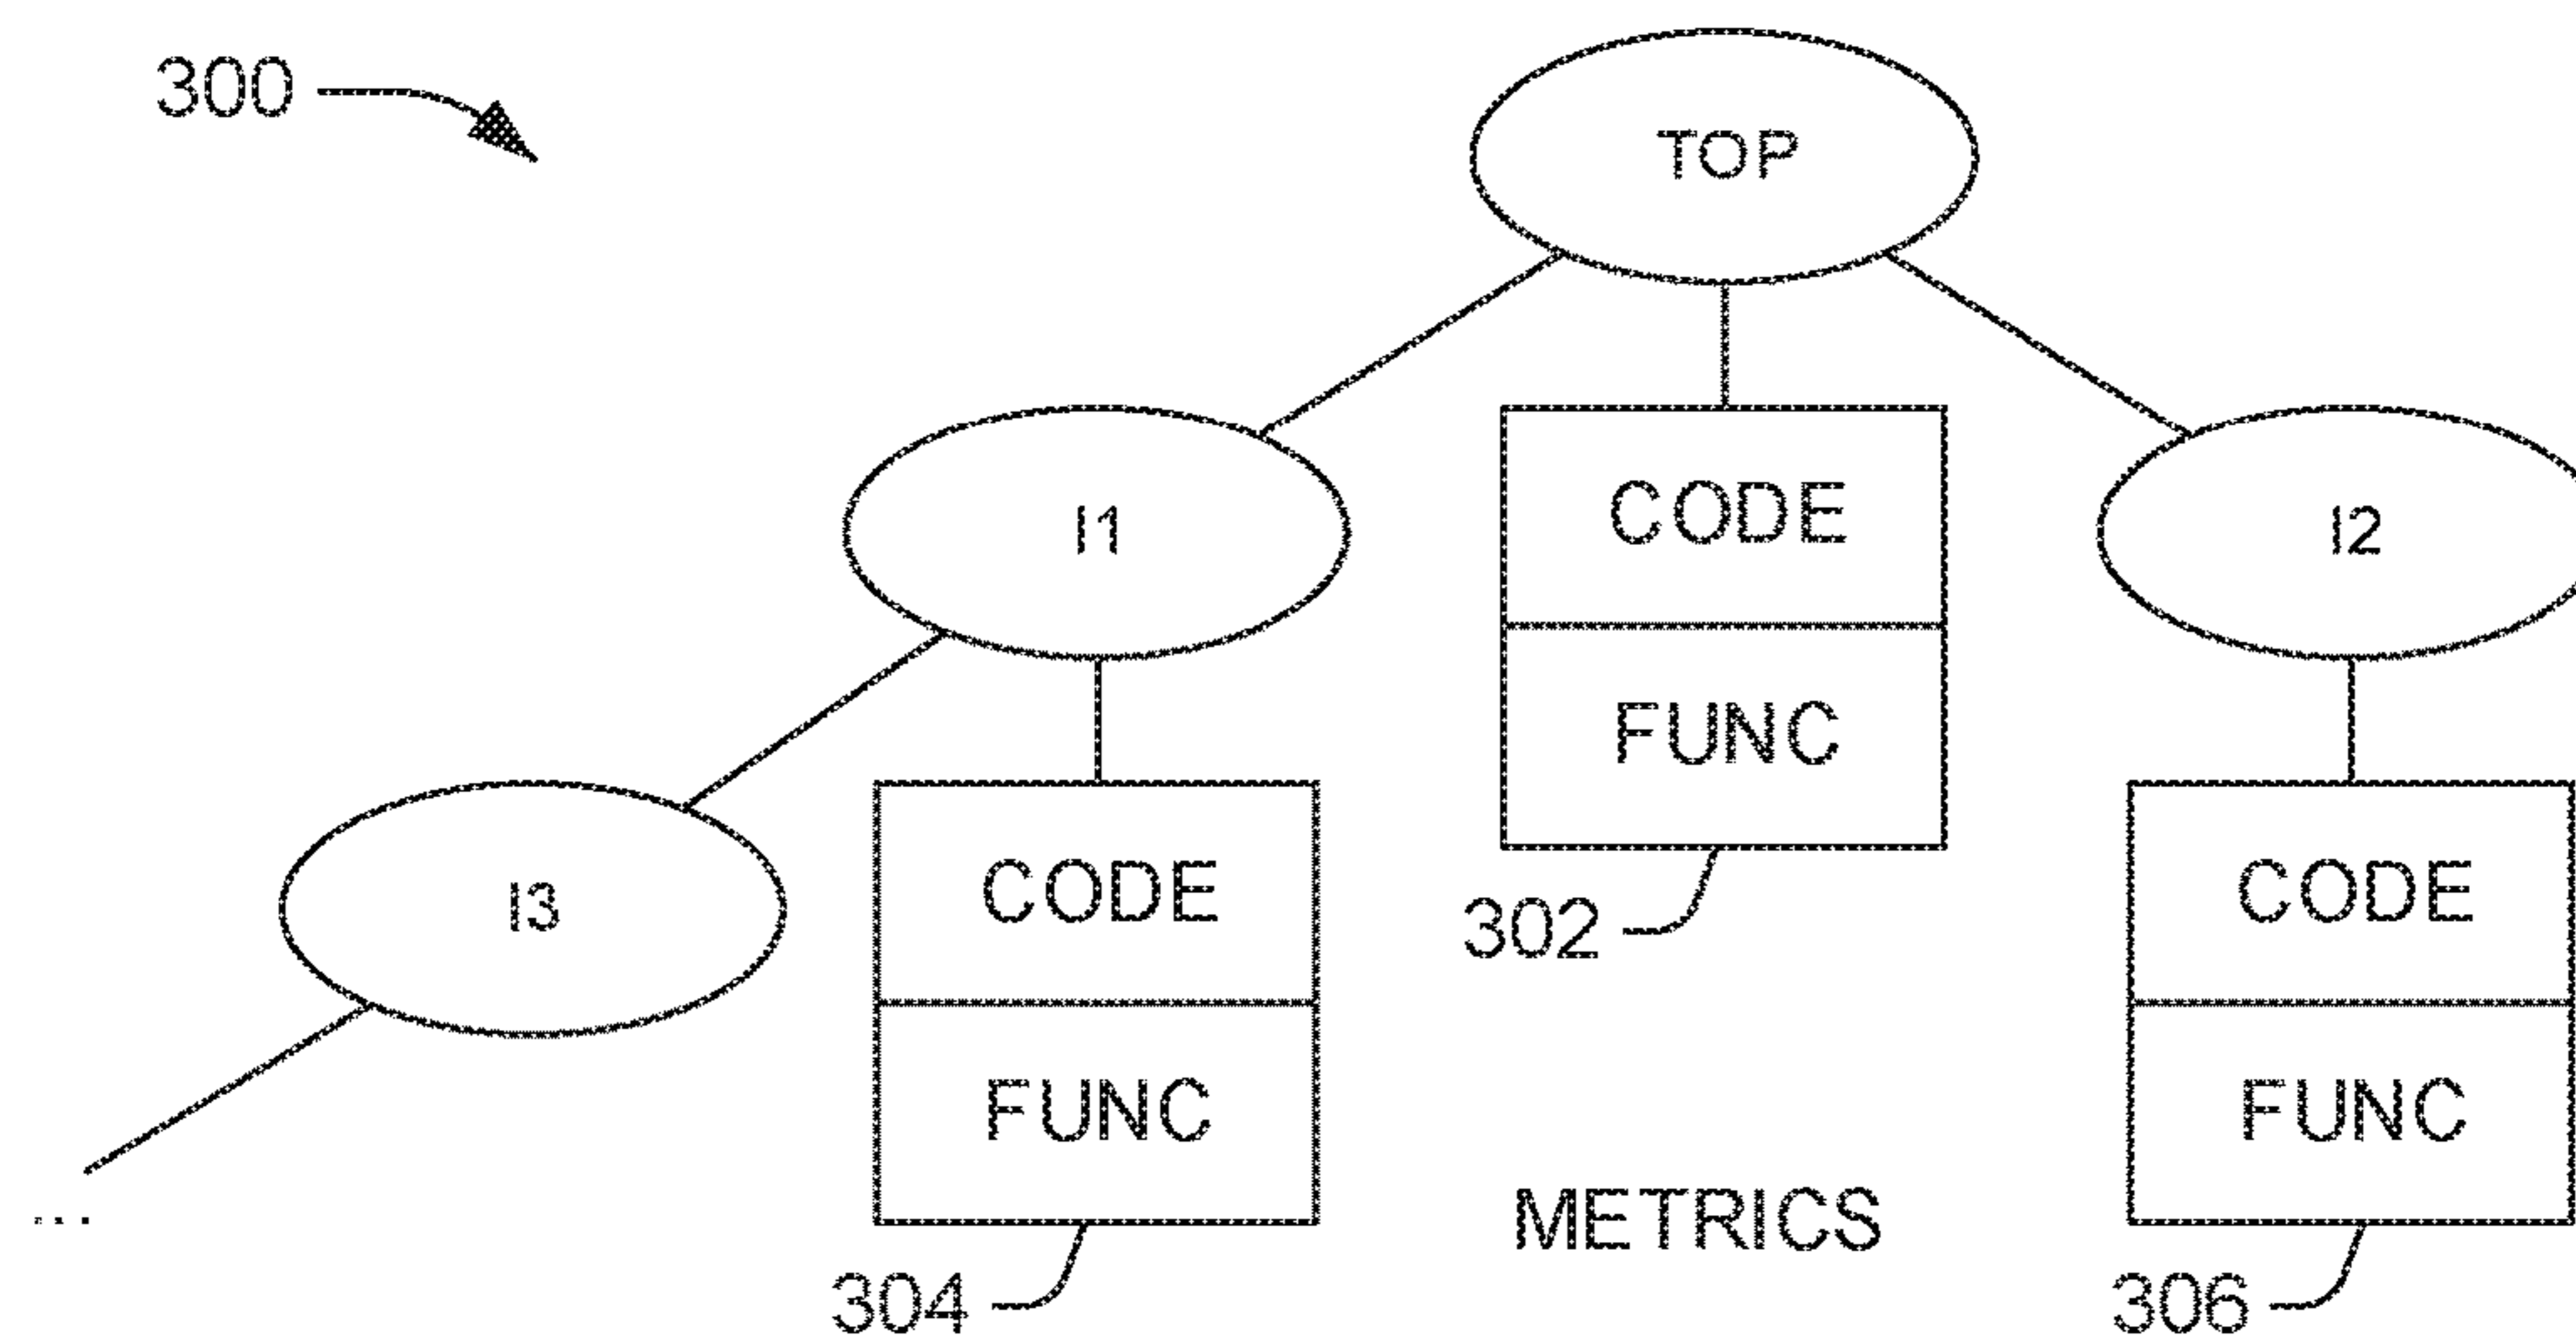 300
TOP
I1
CODE
FUNC
I2
302
I3
CODE
FUNC
CODE
FUNC
METRICS
...
304
306